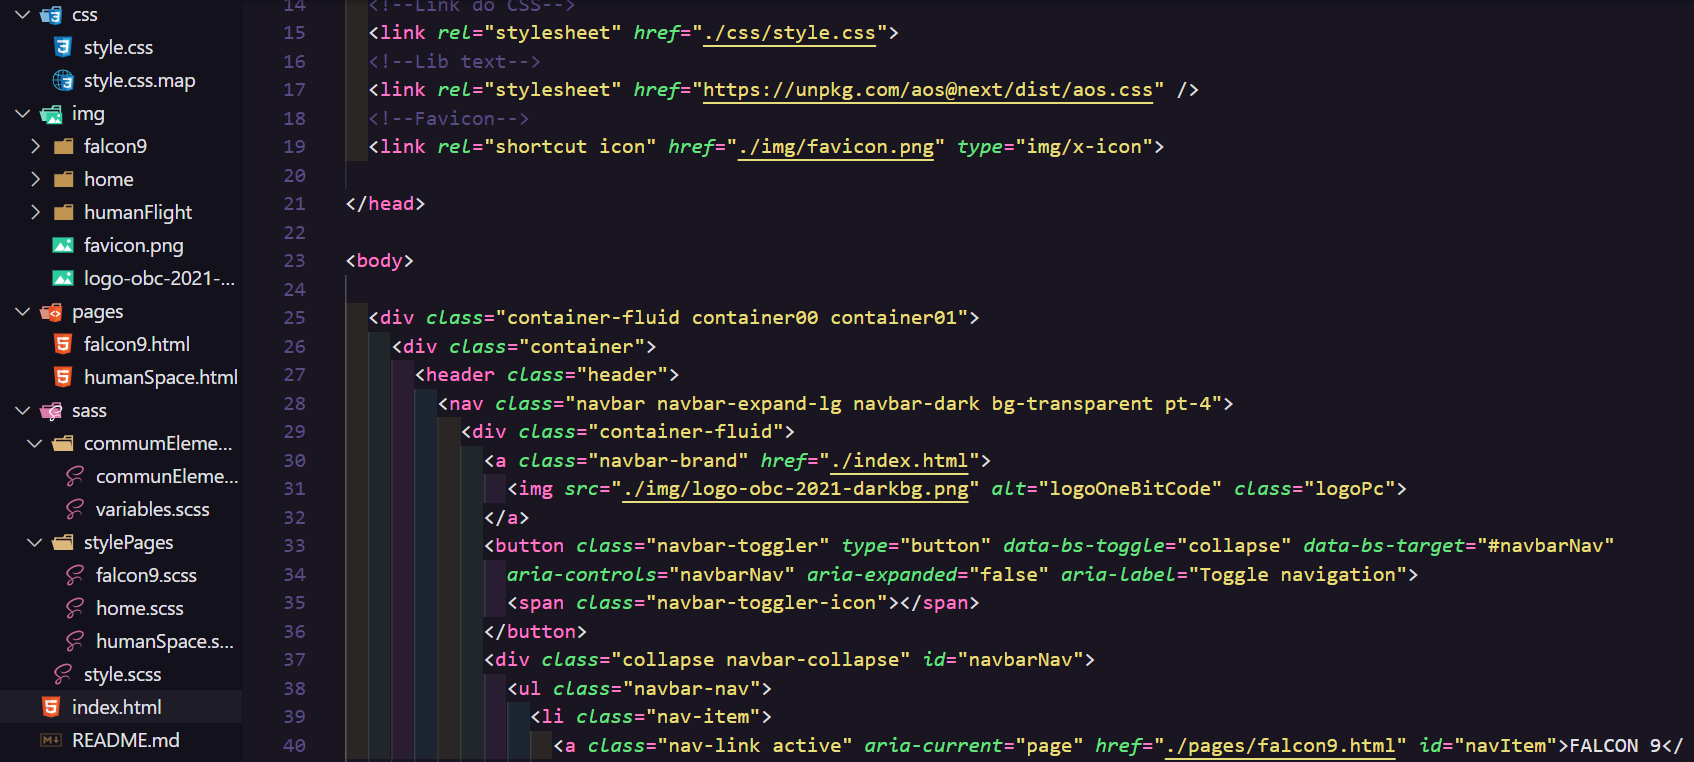 css
style.css
style.css.map
img
falcon9
home
humanFlight
favicon.png
logo-obc-2021-...
pages
falcon9.html
humanSpace.html
sass
commumEleme...
communEleme...
variables.scss
stylePages
falcon9.scss
home.scss
humanSpace.s...
style.scss
index.html
README.md
14 <!--Link do CSS-->
15 <link rel="stylesheet" href="./css/style.css">
16 <!--Lib text-->
17 <link rel="stylesheet" href="https://unpkg.com/aos@next/dist/aos.css" />
18 <!--Favicon-->
19 <link rel="shortcut icon" href="./img/favicon.png" type="img/x-icon">
20
21 </head>
22
23 <body>
24
25 <div class="container-fluid container00 container01">
26 <div class="container">
27 <header class="header">
28 <nav class="navbar navbar-expand-lg navbar-dark bg-transparent pt-4">
29 <div class="container-fluid">
30 <a class="navbar-brand" href="./index.html">
31 <img src="./img/logo-obc-2021-darkbg.png" alt="logoOneBitCode" class="logoPc">
32 </a>
33 <button class="navbar-toggler" type="button" data-bs-toggle="collapse" data-bs-target="#navbarNav"
34 aria-controls="navbarNav" aria-expanded="false" aria-label="Toggle navigation">
35 <span class="navbar-toggler-icon"></span>
36 </button>
37 <div class="collapse navbar-collapse" id="navbarNav">
38 <ul class="navbar-nav">
39 <li class="nav-item">
40 <a class="nav-link active" aria-current="page" href="./pages/falcon9.html" id="navItem">FALCON 9</